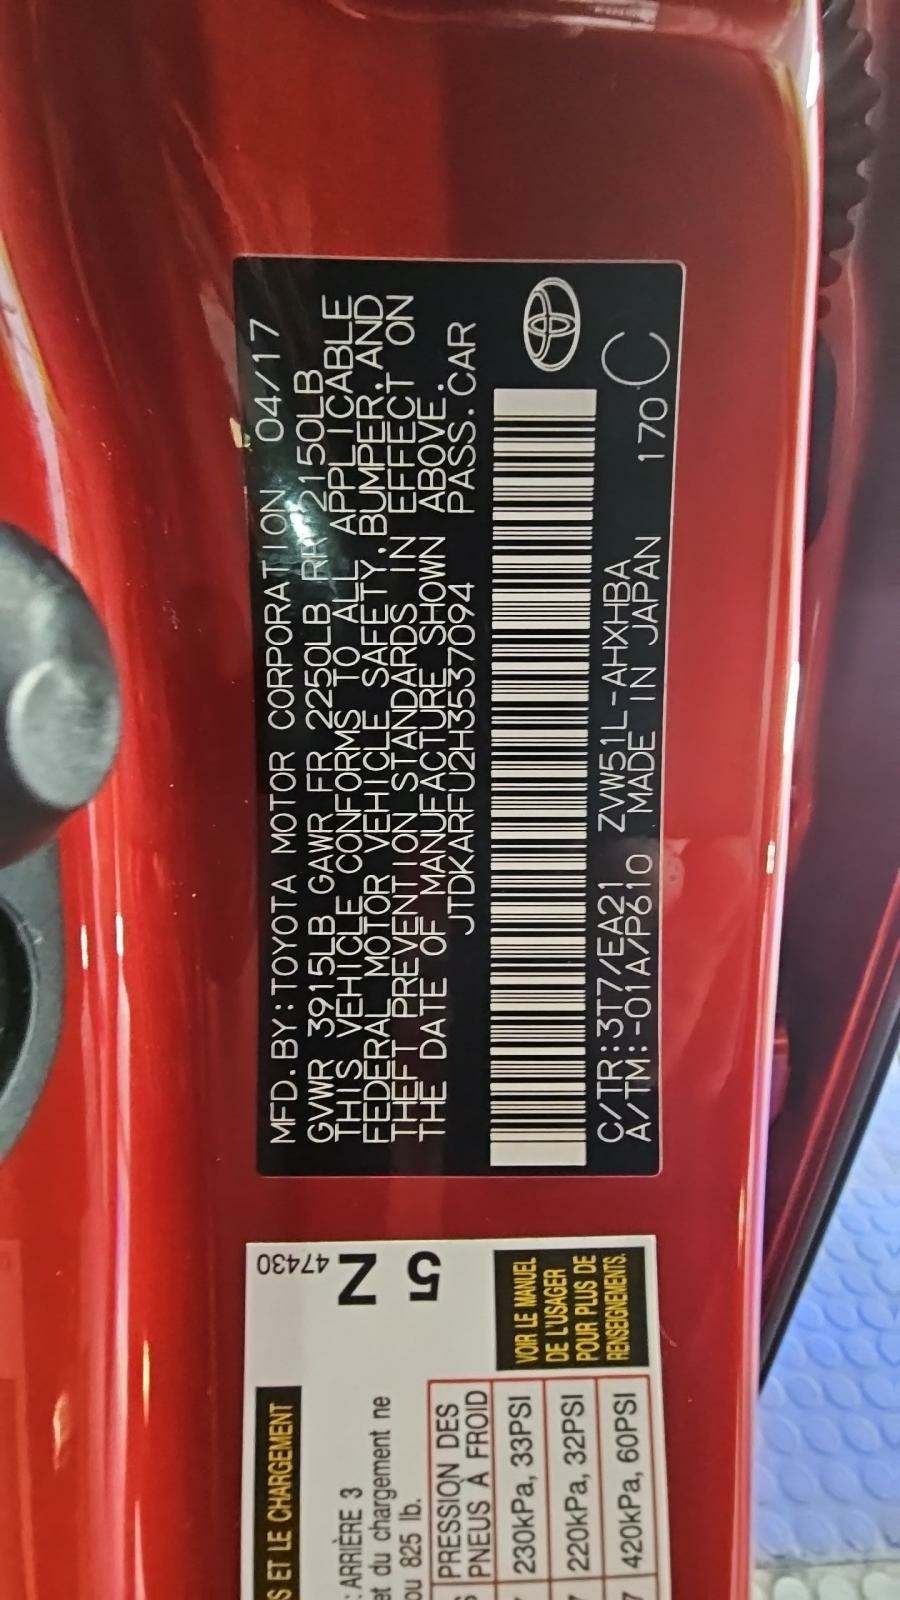 MFD.BY:TOYOTA MOTOR CORPORATION 04/17
GVWR 3915LB GAWR FR 2250LB RR 2150LB
THIS VEHICLE CONFORMS TO ALL APPLICABLE
FEDERAL MOTOR VEHICLE SAFETY, BUMPER, AND
THEFT PREVENTION STANDARDS IN EFFECT ON
THE DATE OF MANUFACTURE SHOWN ABOVE.
JTDKARFU2H3537094 PASS.CAR
C/TR:3T7/EA21 ZVW51L-AHXHBA
A/TM:-01A/P610 MADE IN JAPAN 170 C
47430
5 Z
ET LE CHARGEMENT
: ARRIÈRE 3
et du chargement ne
ou 825 lb.
PRESSION DES
PNEUS À FROID
230kPa, 33PSI
220kPa, 32PSI
420kPa, 60PSI
VOIR LE MANUEL
DE L'USAGER
POUR PLUS DE
RENSEIGNEMENTS.